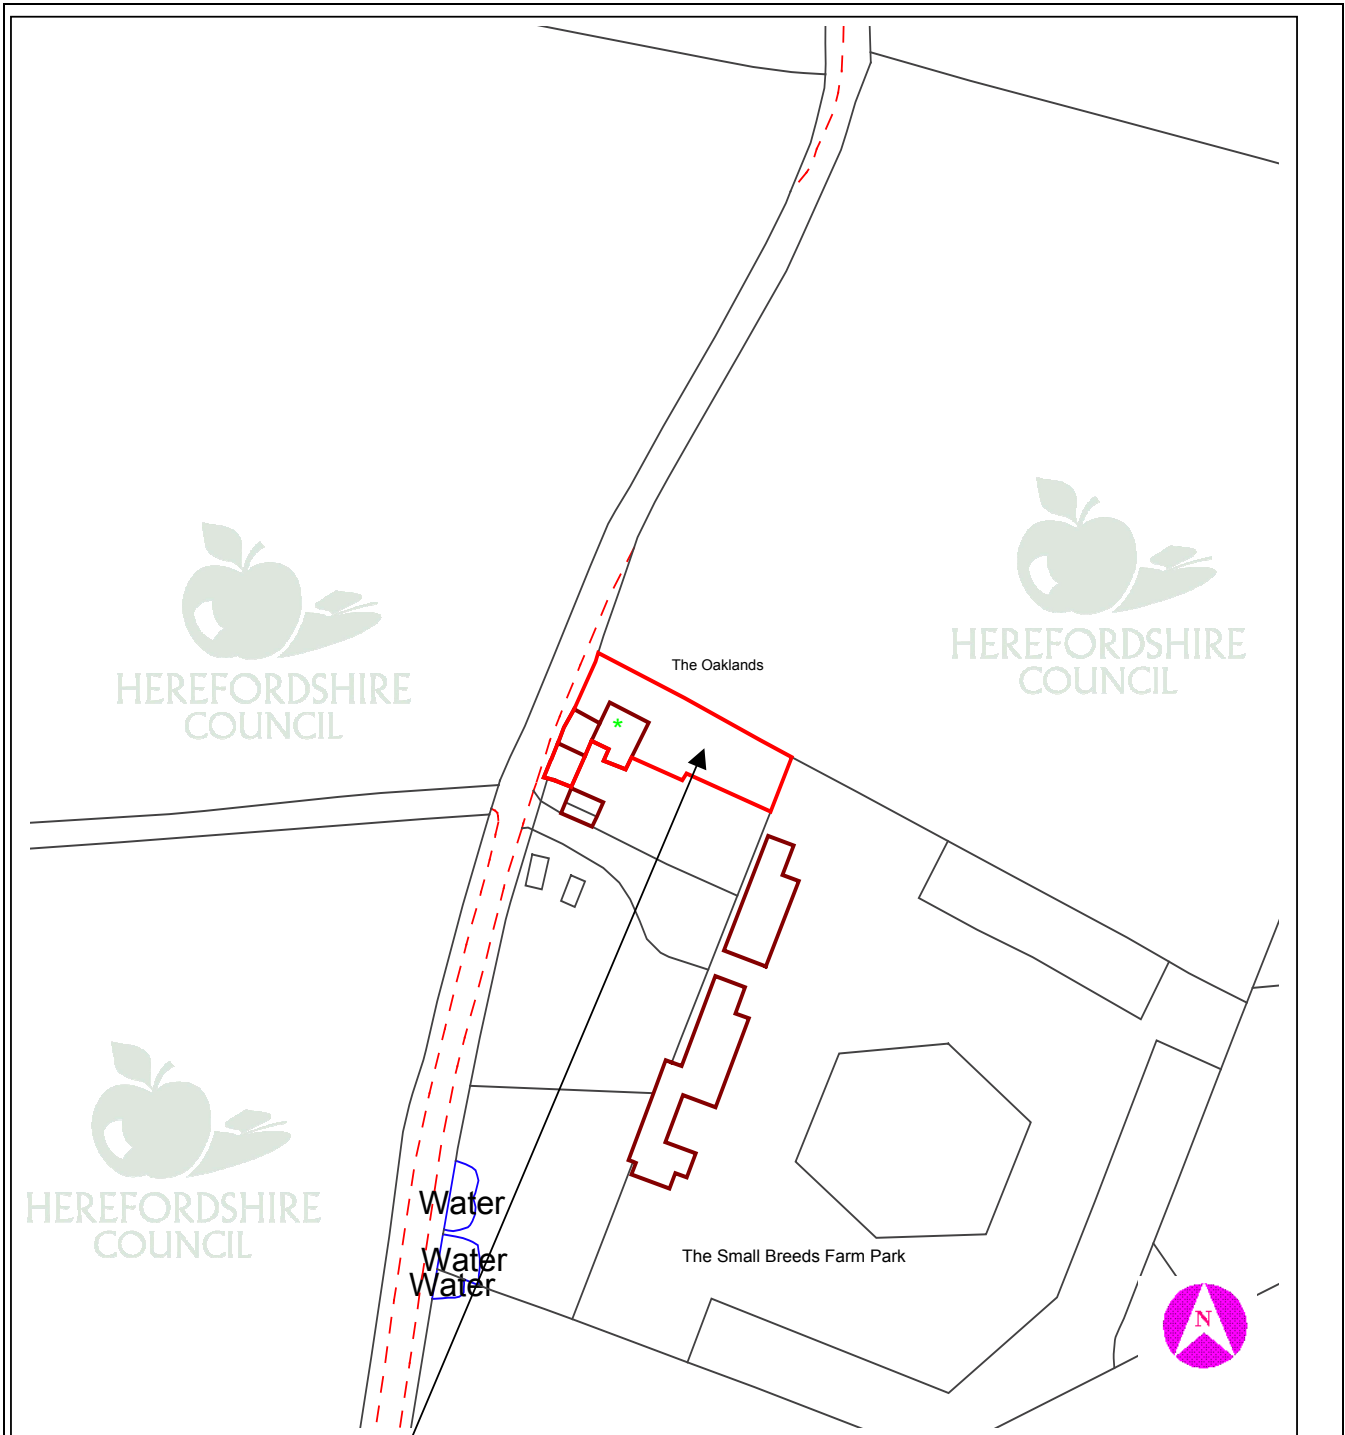 HEREFORDSHIRE
COUNCIL
HEREFORDSHIRE
COUNCIL
The Oaklands
*
HEREFORDSHIRE
COUNCIL
Water
Water
Water
The Small Breeds Farm Park
N